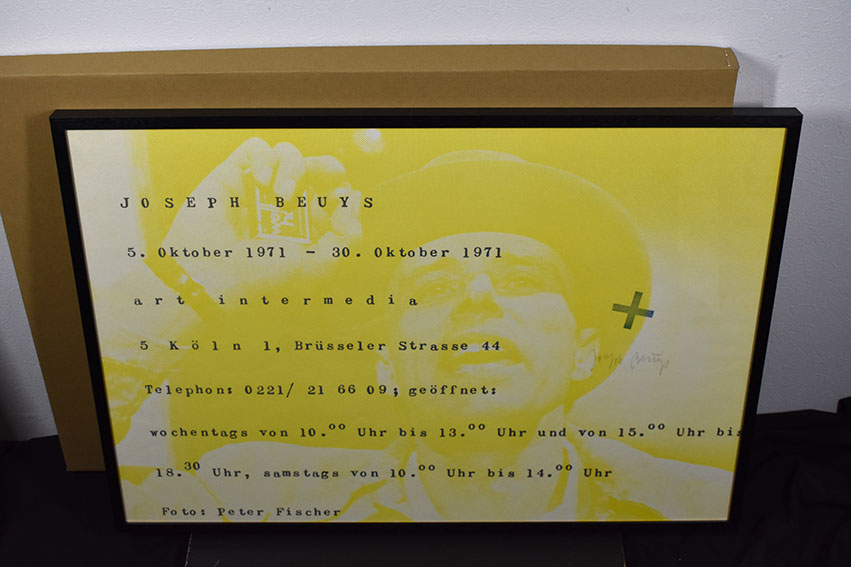 JOSEPH BEUYS
5. Oktober 1971 - 30. Oktober 1971
art intermedia
5 Köln 1, Brüsseler Strasse 44
Telephon: 0221/ 21 66 09; geöffnet:
wochentags von 10.00 Uhr bis 13.00 Uhr und von 15.00 Uhr bis
18.30 Uhr, samstags von 10.00 Uhr bis 14.00 Uhr
Foto: Peter Fischer
Joseph Beuys